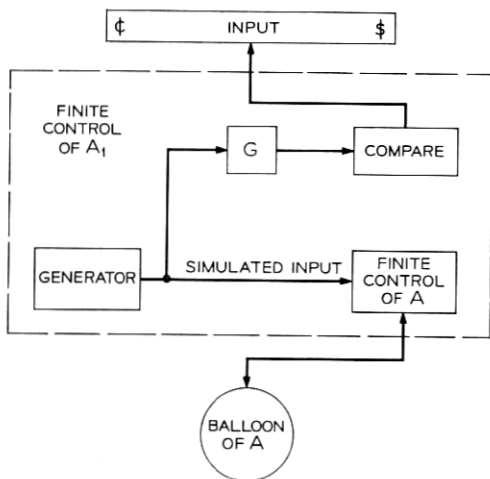 ¢ INPUT $
FINITE
CONTROL
OF A₁
G
COMPARE
GENERATOR
SIMULATED INPUT
FINITE
CONTROL
OF A
BALLOON
OF A